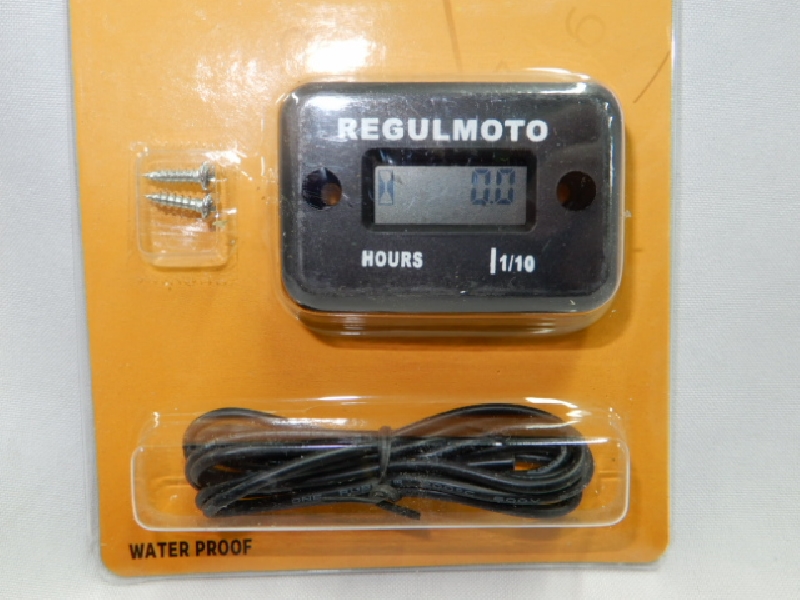 REGULMOTO
0.0
HOURS 1/10
WATER PROOF